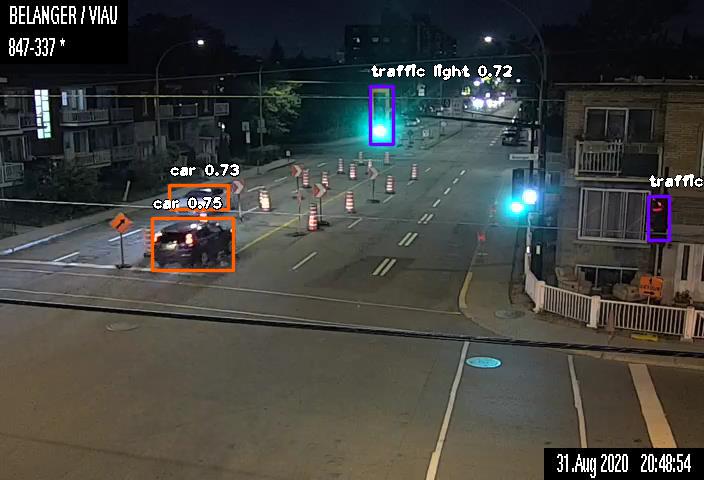 BELANGER / VIAU
847-337 *
traffic light 0.72
car 0.73
traffic
car 0.75
31.Aug 2020 20:48:54